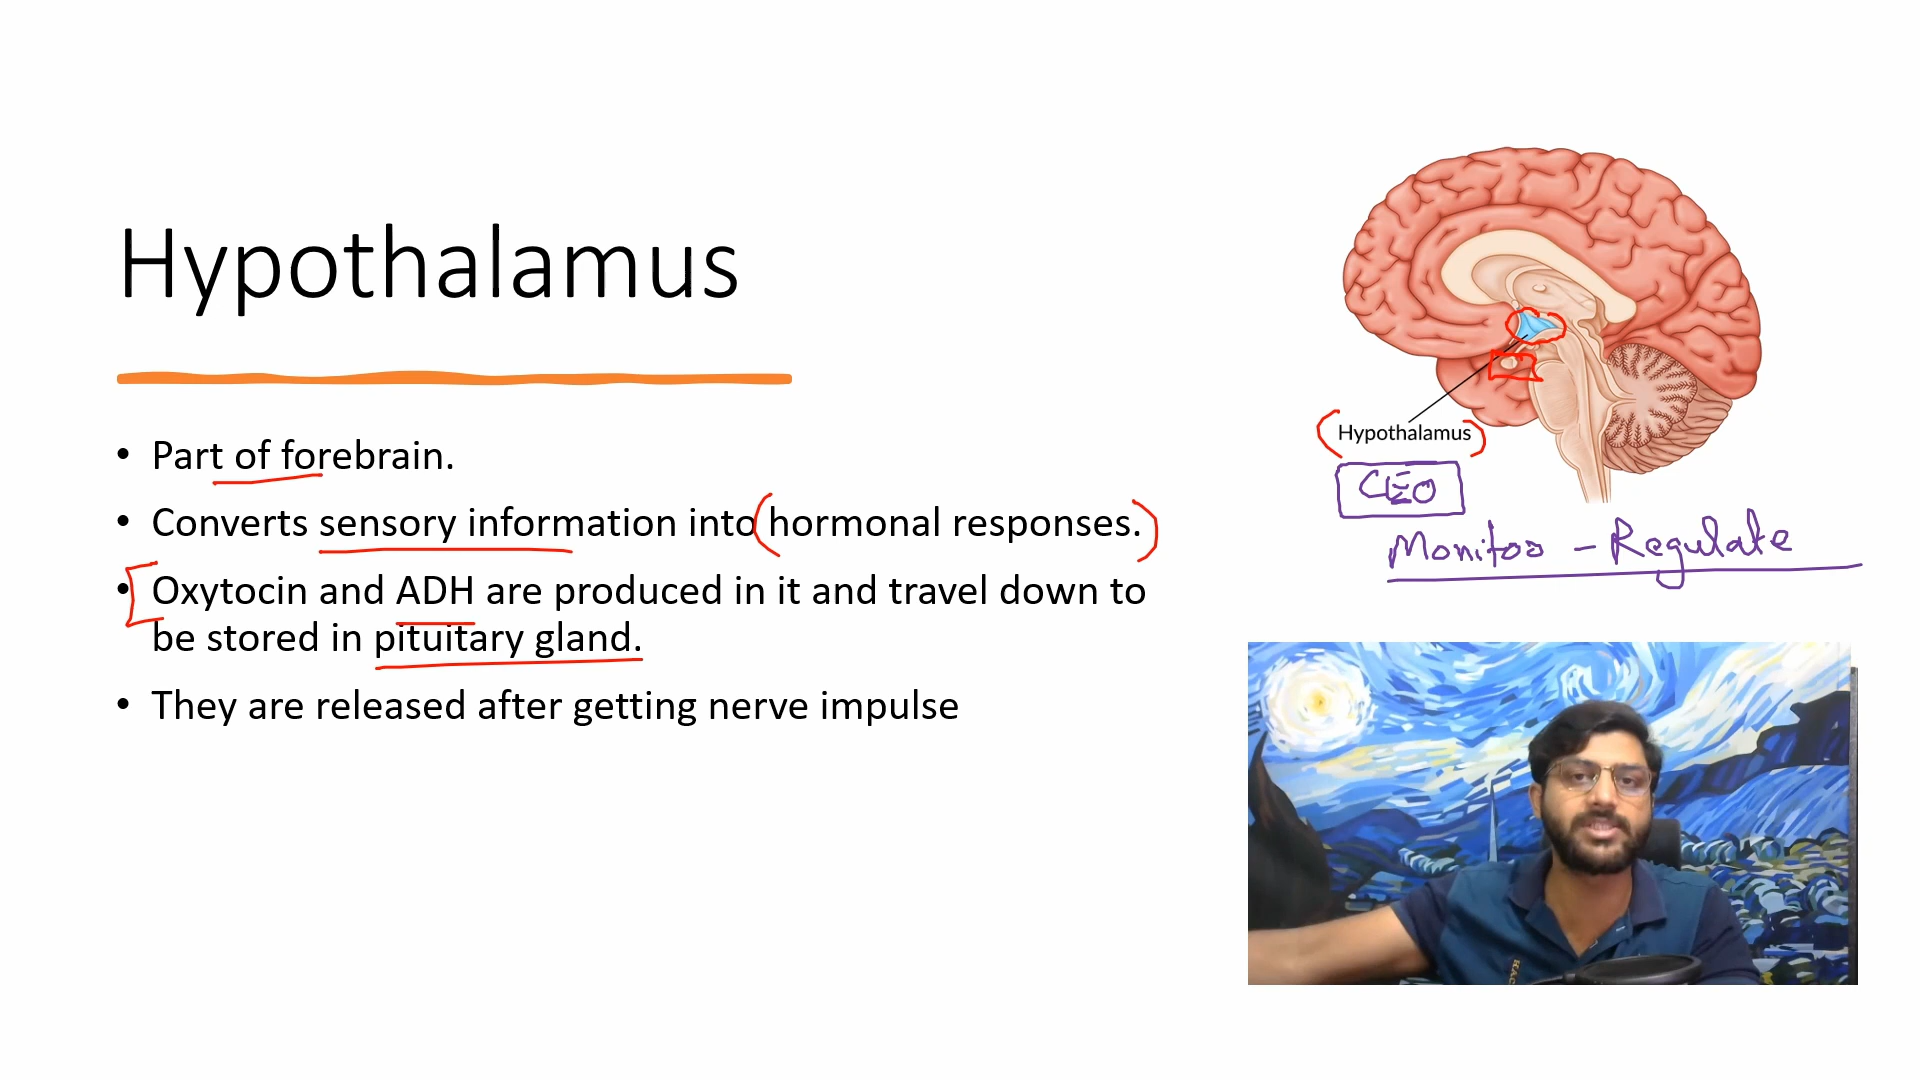 Hypothalamus
• Part of forebrain.
• Converts sensory information into hormonal responses.
• Oxytocin and ADH are produced in it and travel down to
be stored in pituitary gland.
• They are released after getting nerve impulse
Hypothalamus
CEO
Monitor - Regulate